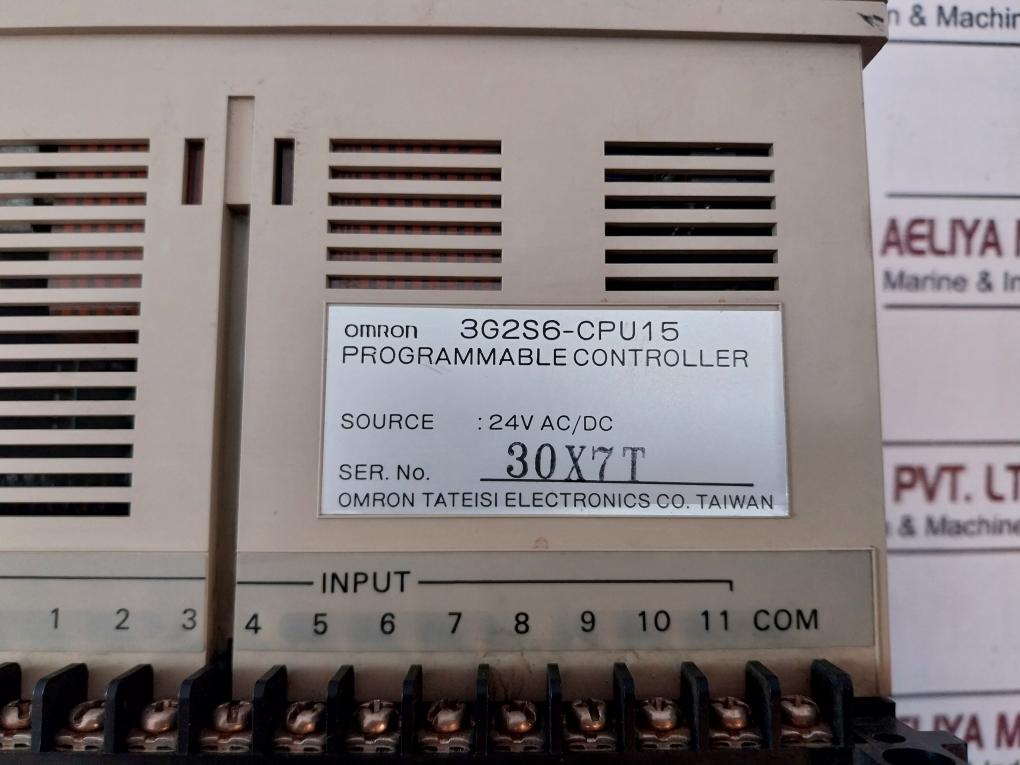 omron 3G2S6-CPU15
PROGRAMMABLE CONTROLLER
SOURCE : 24V AC/DC
SER. No. 30X7T
OMRON TATEISI ELECTRONICS CO. TAIWAN
INPUT
1 2 3 4 5 6 7 8 9 10 11 COM
& Machin
AELIYA
Marine & In
PVT. LT
& Machine
AELIYA M